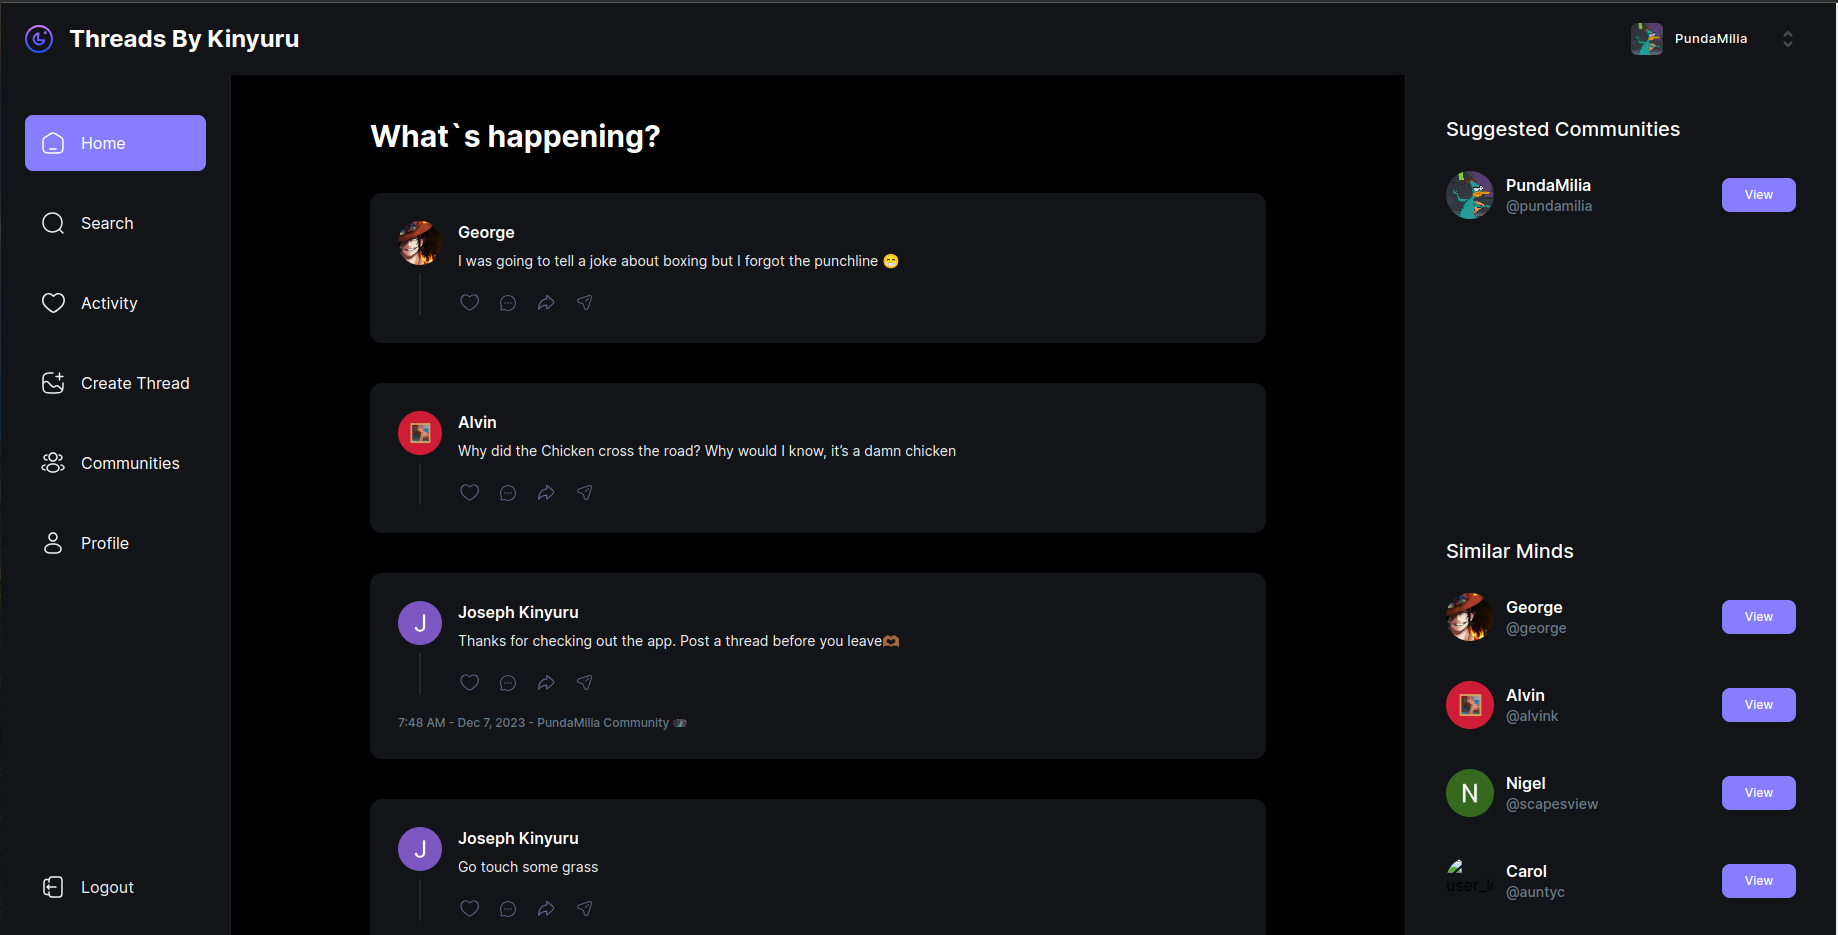 Threads By Kinyuru
PundaMilia
Home
Search
Activity
Create Thread
Communities
Profile
Logout
What`s happening?
George
I was going to tell a joke about boxing but I forgot the punchline 😁
Alvin
Why did the Chicken cross the road? Why would I know, it’s a damn chicken
J
Joseph Kinyuru
Thanks for checking out the app. Post a thread before you leave🫶🏾
7:48 AM - Dec 7, 2023 - PundaMilia Community
J
Joseph Kinyuru
Go touch some grass
Suggested Communities
PundaMilia
@pundamilia
View
Similar Minds
George
@george
View
Alvin
@alvink
View
N
Nigel
@scapesview
View
Carol
@auntyc
View